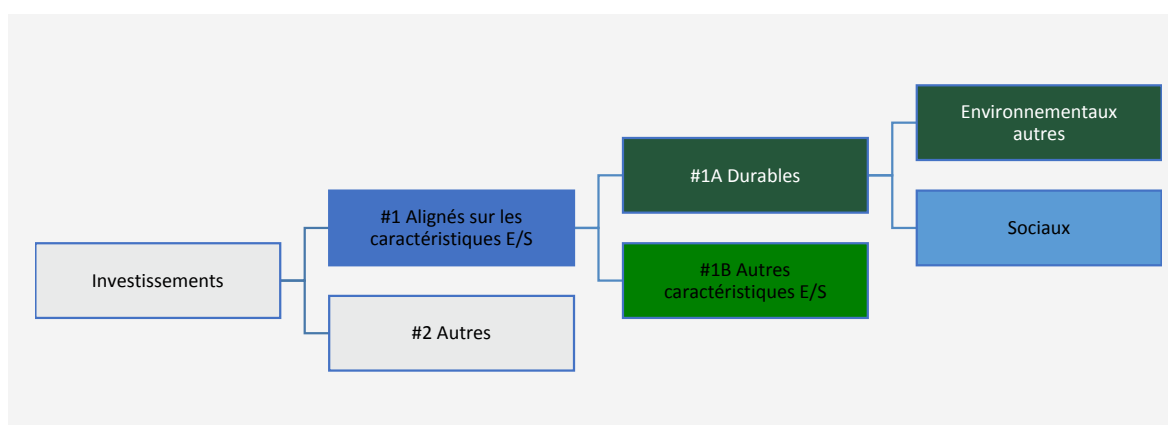 Investissements
#1 Alignés sur les
caractéristiques E/S
#2 Autres
#1A Durables
#1B Autres
caractéristiques E/S
Environnementaux
autres
Sociaux